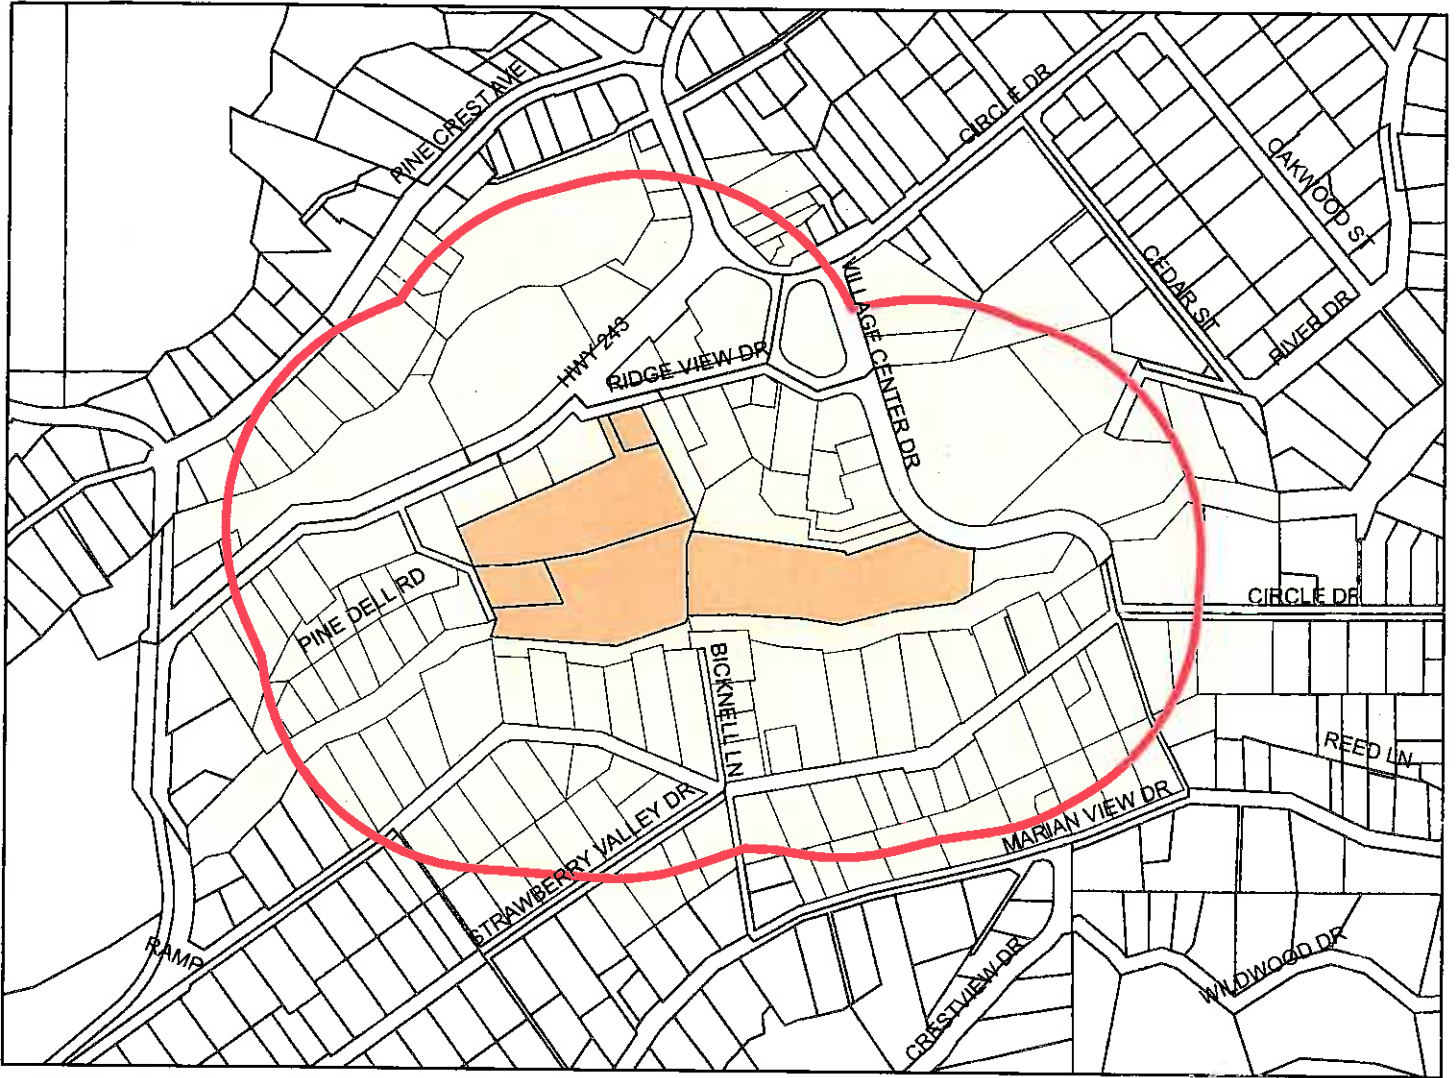 PINE CREST AVE
CIRCLE DR
OAKWOOD ST
CEDAR ST
RIVER DR
VILLAGE CENTER DR
HWY 243
RIDGE VIEW DR
PINE DELL RD
CIRCLE DR
BICKNELL LN
REED LN
STRAWBERRY VALLEY DR
MARIAN VIEW DR
RAMP
CRESTVIEW DR
WILDWOOD DR